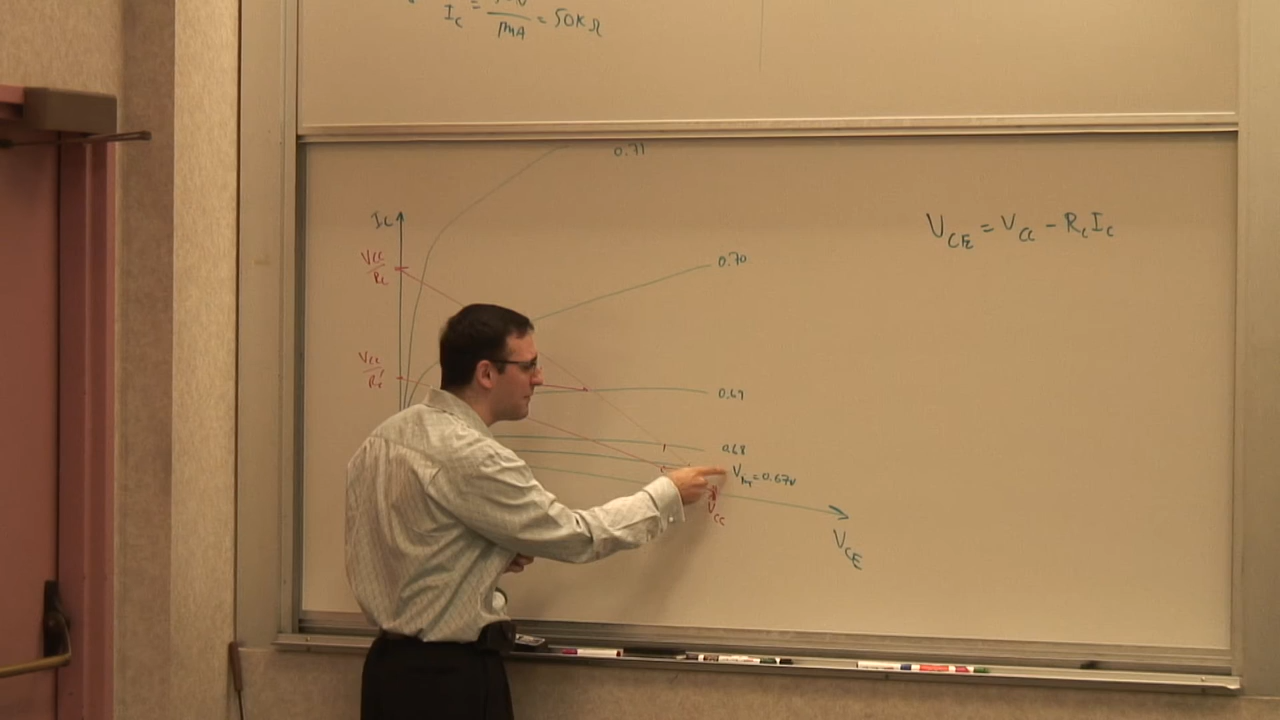 I_C = /1mA = 50KΩ
0.71
I_C
V_CE = V_CC - R_C I_C
V_CC/R_C
0.70
V_CC/R_C'
0.69
0.68
V_BE = 0.67V
V_CC
V_CE